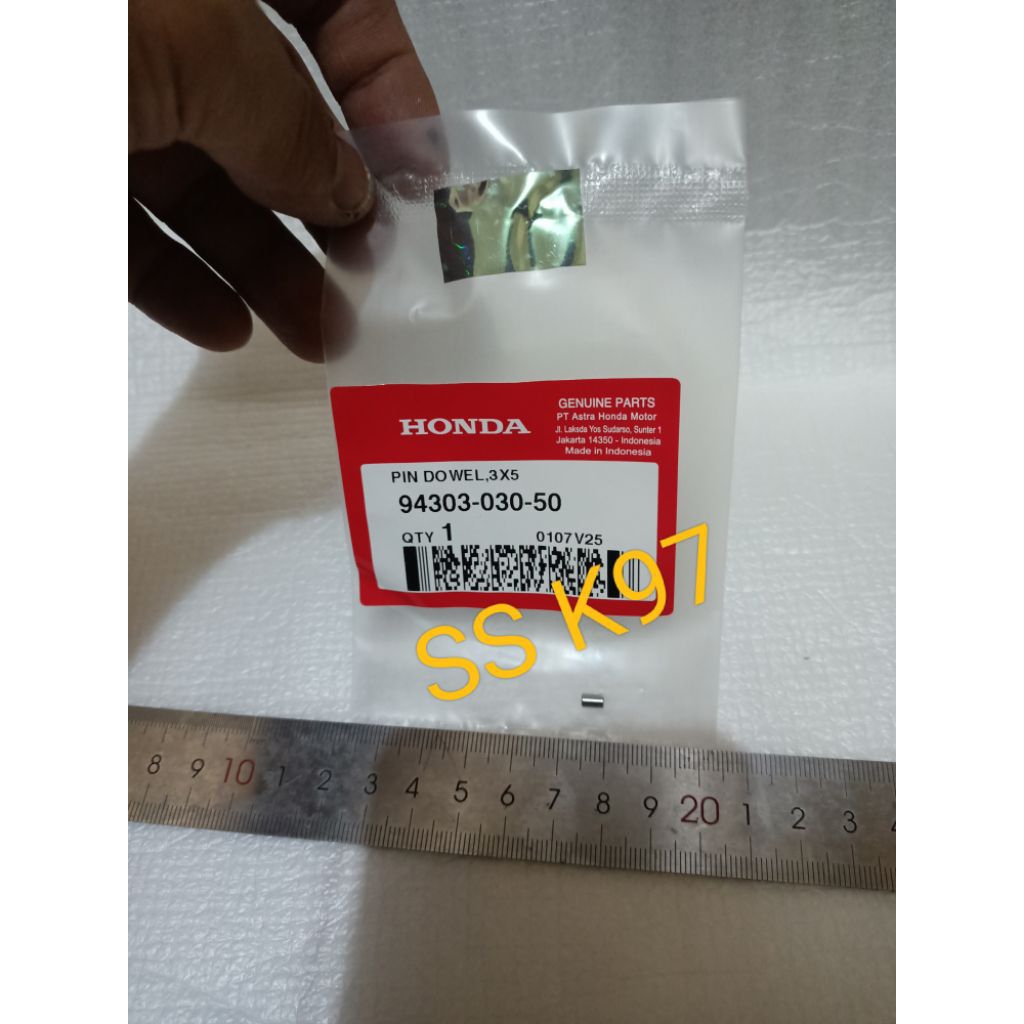 GENUINE PARTS
HONDA
PT Astra Honda Motor
Jl. Laksda Yos Sudarso, Sunter 1
Jakarta 14350 - Indonesia
Made in Indonesia
PIN DOWEL,3X5
94303-030-50
QTY 1 0107V25
SS K97
8 9 10 1 2 3 4 5 6 7 8 9 20 1 2 3